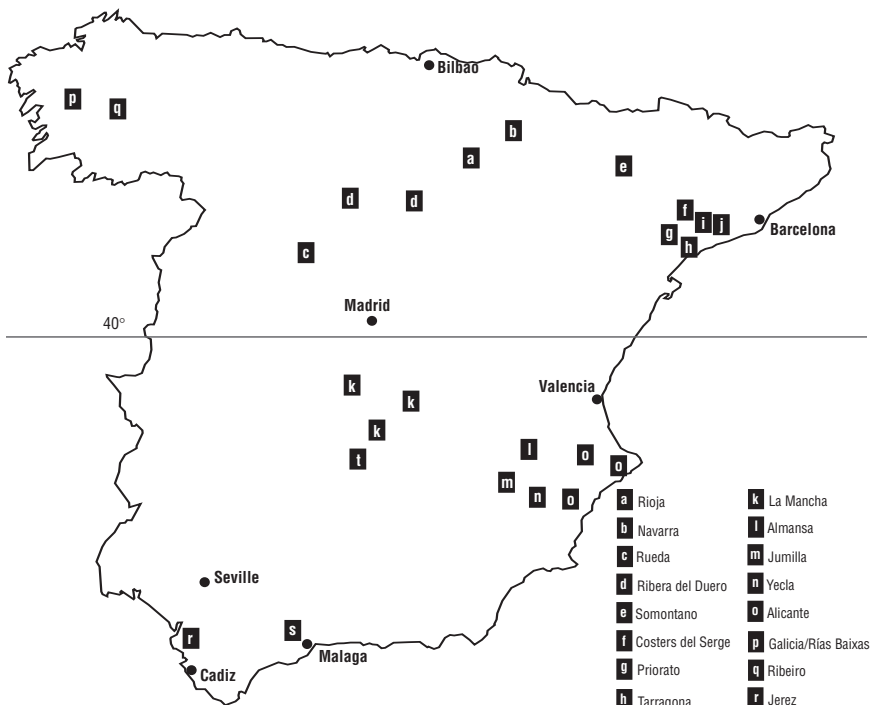 Bilbao
p
q
b
a
e
d
d
f
i
j
Barcelona
g
h
c
Madrid
40°
k
Valencia
k
k
l
o
t
o
m
n
o
a Rioja
b Navarra
c Rueda
d Ribera del Duero
e Somontano
f Costers del Serge
g Priorato
h Tarragona
k La Mancha
l Almansa
m Jumilla
n Yecla
o Alicante
p Galicia/Rías Baixas
q Ribeiro
r Jerez
Seville
s
r
Malaga
Cadiz